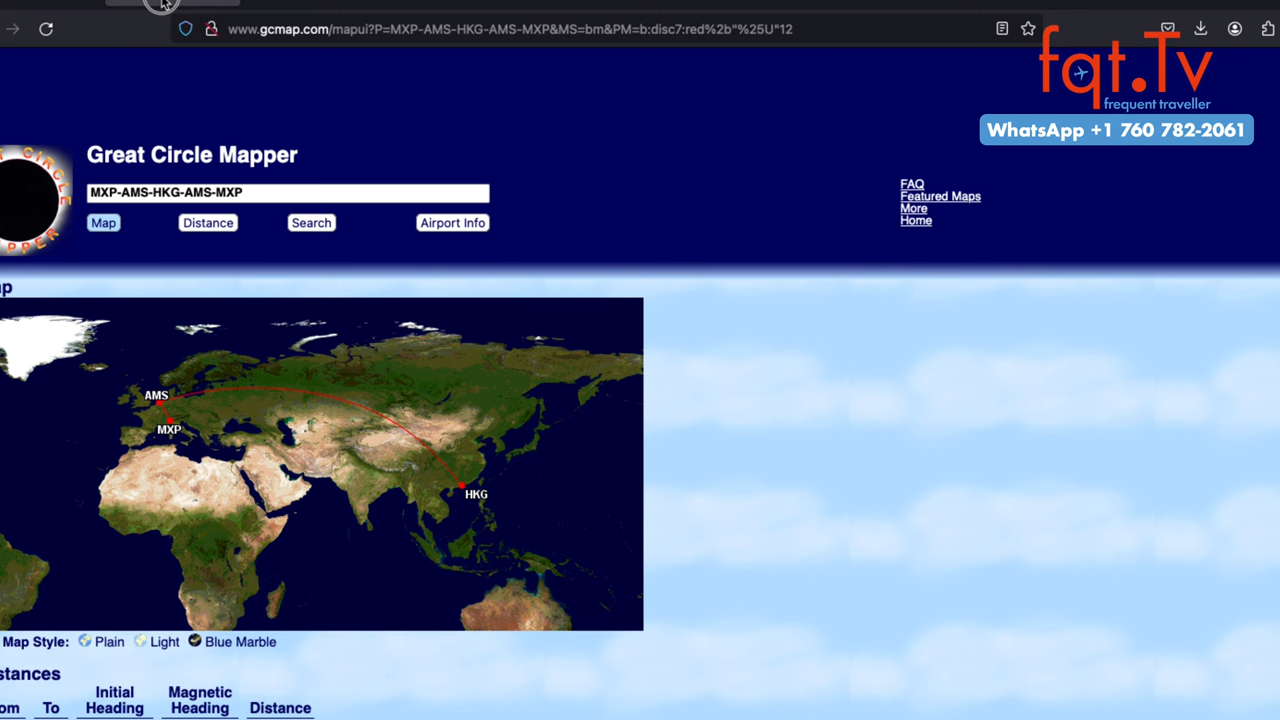 www.gcmap.com/mapui?P=MXP-AMS-HKG-AMS-MXP&MS=bm&PM=b:disc7:red%2b"%25U"12
fqt.Tv
frequent traveller
WhatsApp +1 760 782-2061
Great Circle Mapper
MXP-AMS-HKG-AMS-MXP
Map
Distance
Search
Airport Info
FAQ
Featured Maps
More
Home
T CIRCLE
PPER
ap
AMS
MXP
HKG
Map Style: Plain Light Blue Marble
stances
Initial Magnetic
om To Heading Heading Distance